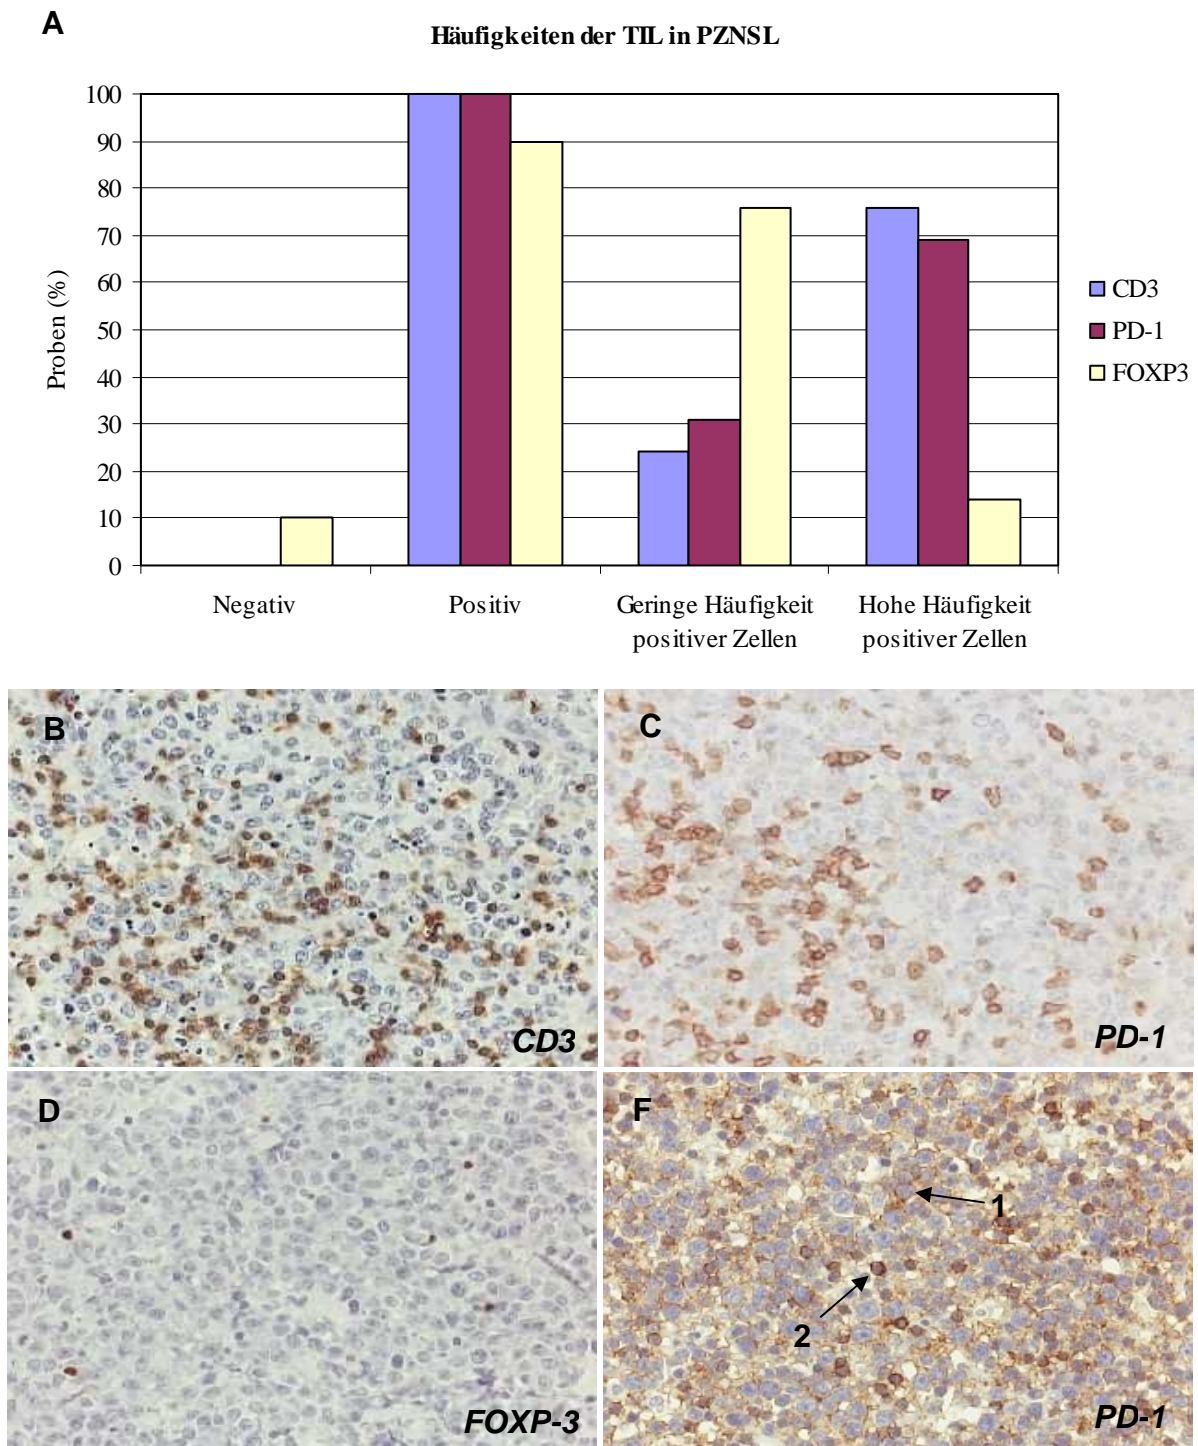 A
Häufigkeiten der TIL in PZNSL
100
90
80
70
60
50
40
30
20
10
0
Proben (%)
Negativ
Positiv
Geringe Häufigkeit
positiver Zellen
Hohe Häufigkeit
positiver Zellen
CD3
PD-1
FOXP3
B
CD3
C
PD-1
D
FOXP-3
F
1
2
PD-1